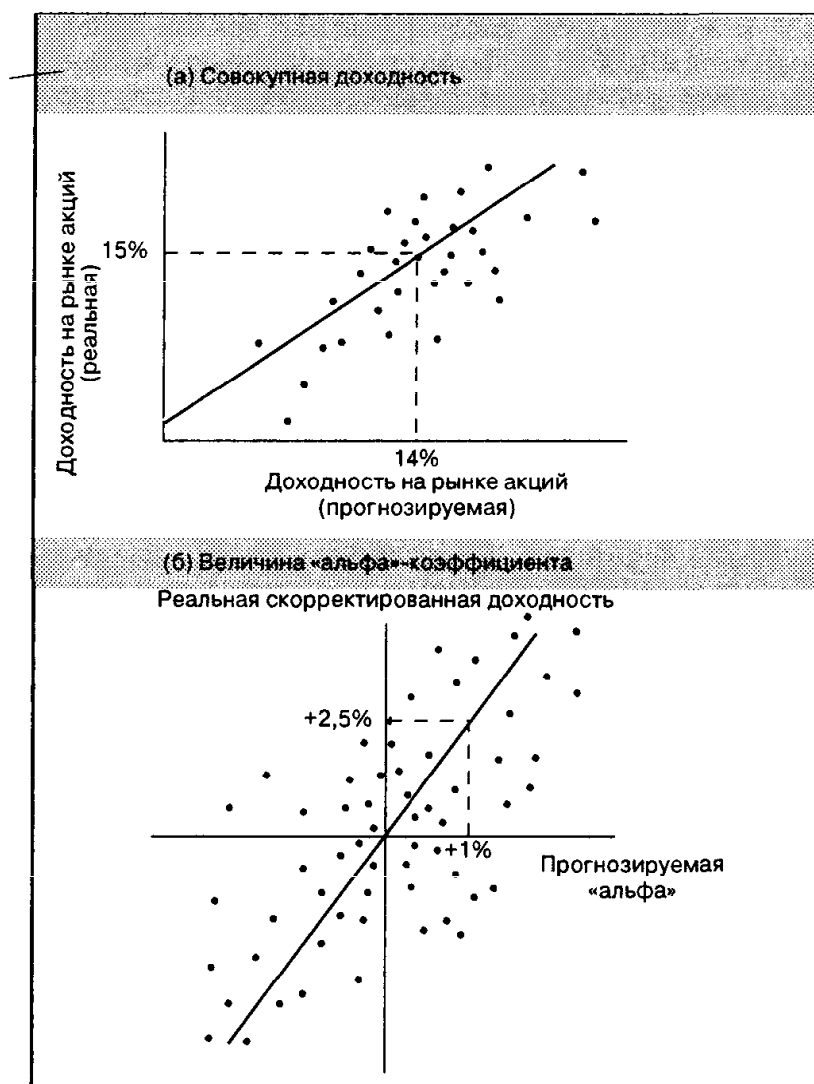 (а) Совокупная доходность
Доходность на рынке акций
(реальная)
15%
14%
Доходность на рынке акций
(прогнозируемая)
(б) Величина «альфа»-коэффициента
Реальная скорректированная доходность
+2,5%
+1%
Прогнозируемая
«альфа»